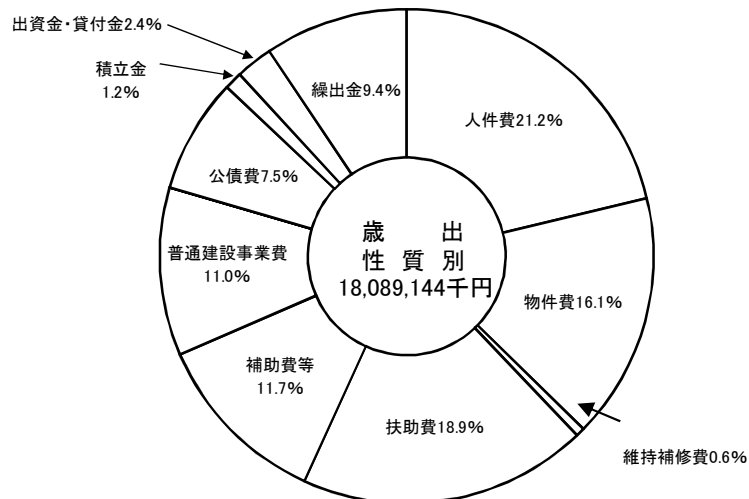 出資金・貸付金2.4%
積立金
1.2%
繰出金9.4%
人件費21.2%
公債費7.5%
歳 出
性 質 別
18,089,144千円
普通建設事業費
11.0%
物件費16.1%
補助費等
11.7%
扶助費18.9%
維持補修費0.6%